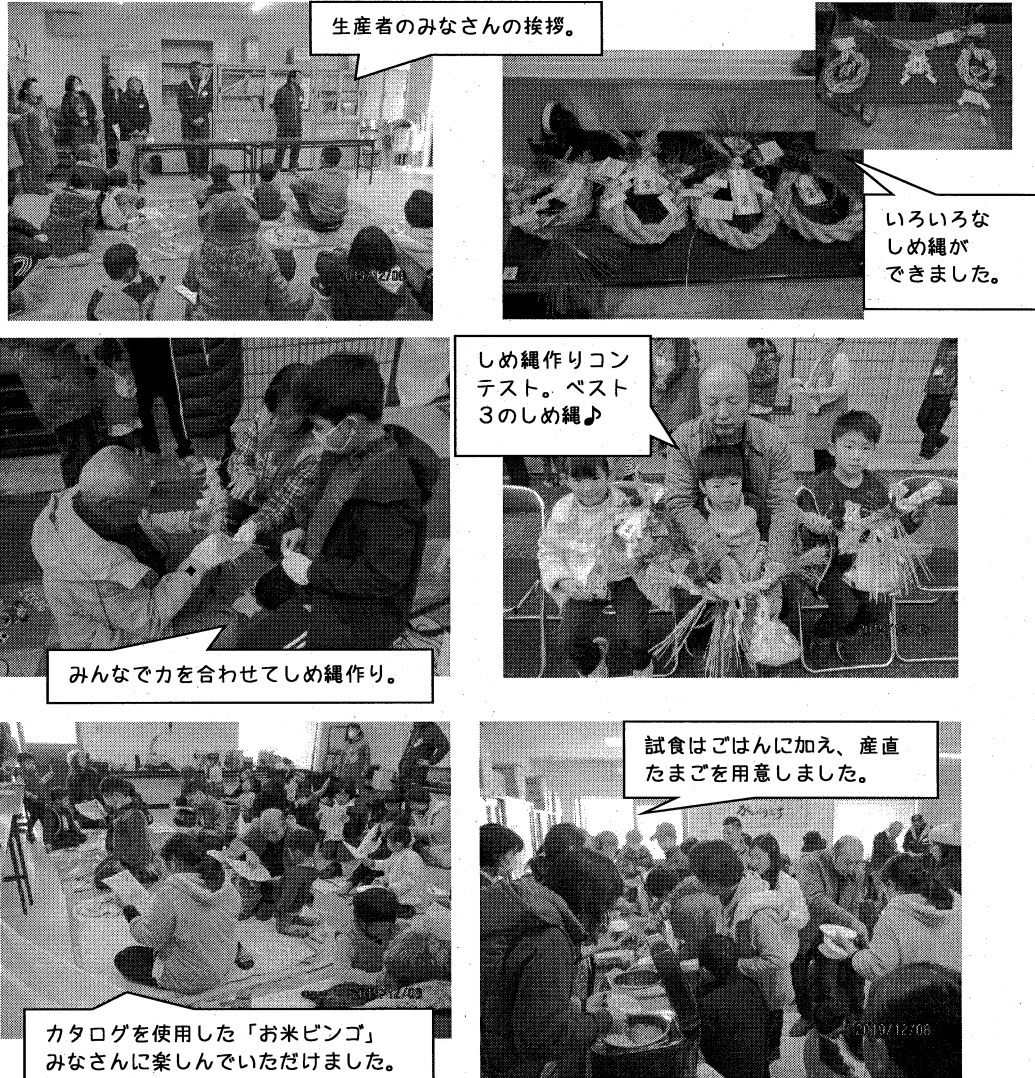 生産者のみなさんの挨拶。
いろいろな
しめ縄が
できました。
しめ縄作りコン
テスト。ベスト
３のしめ縄♪
みんなで力を合わせてしめ縄作り。
試食はごはんに加え、産直
たまごを用意しました。
カタログを使用した「お米ビンゴ」
みなさんに楽しんでいただけました。
2019/12/08